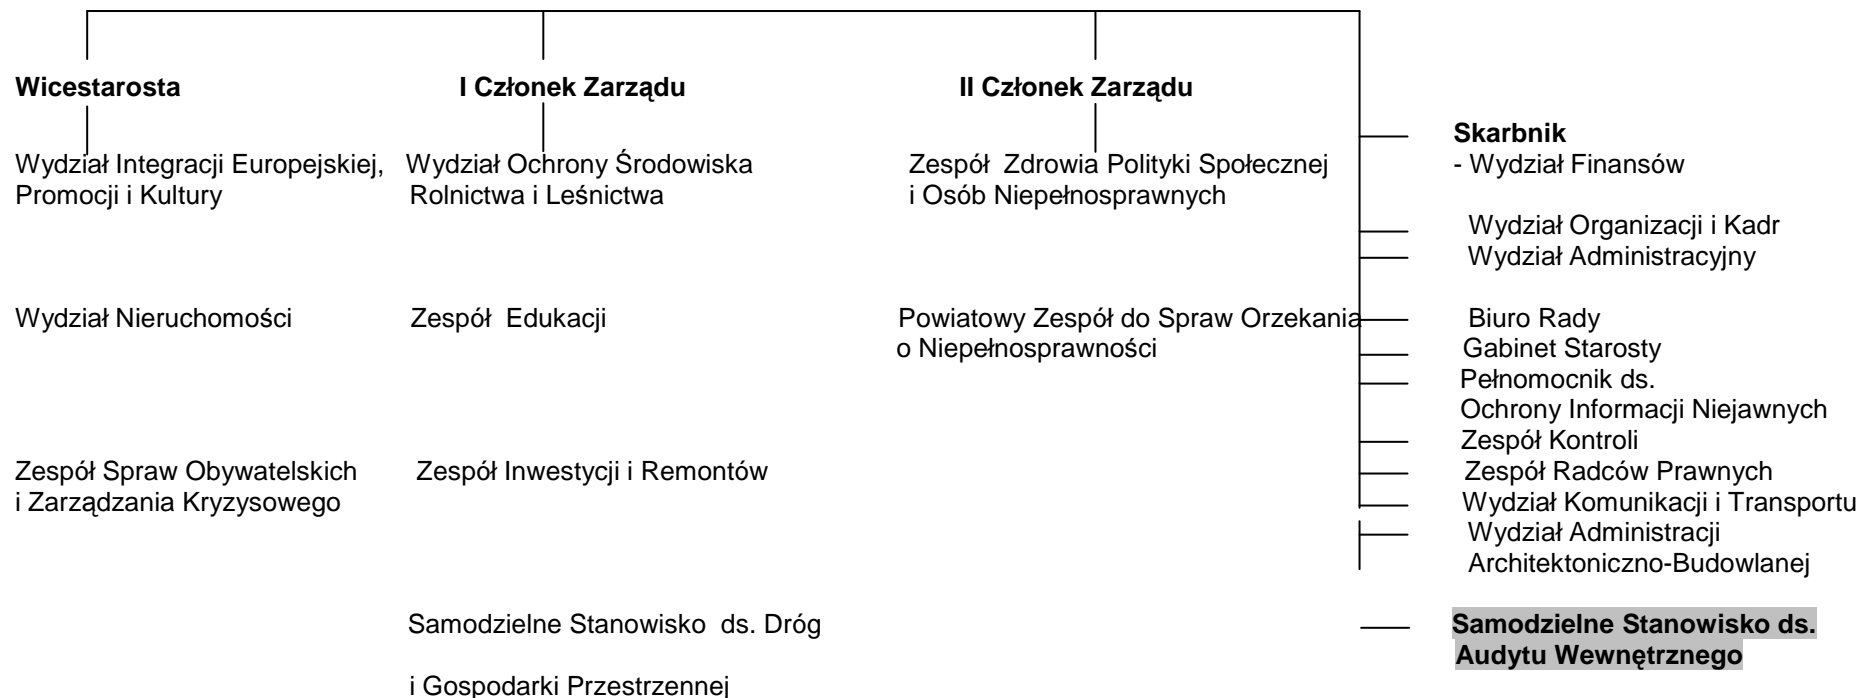 Wicestarosta
Wydział Integracji Europejskiej,
Promocji i Kultury
Wydział Nieruchomości
Zespół Spraw Obywatelskich
i Zarządzania Kryzysowego
I Członek Zarządu
Wydział Ochrony Środowiska
Rolnictwa i Leśnictwa
Zespół Edukacji
Zespół Inwestycji i Remontów
Samodzielne Stanowisko ds. Dróg
i Gospodarki Przestrzennej
II Członek Zarządu
Zespół Zdrowia Polityki Społecznej
i Osób Niepełnosprawnych
Powiatowy Zespół do Spraw Orzekania
o Niepełnosprawności
Skarbnik
- Wydział Finansów
Wydział Organizacji i Kadr
Wydział Administracyjny
Biuro Rady
Gabinet Starosty
Pełnomocnik ds.
Ochrony Informacji Niejawnych
Zespół Kontroli
Zespół Radców Prawnych
Wydział Komunikacji i Transportu
Wydział Administracji
Architektoniczno-Budowlanej
Samodzielne Stanowisko ds.
Audytu Wewnętrznego